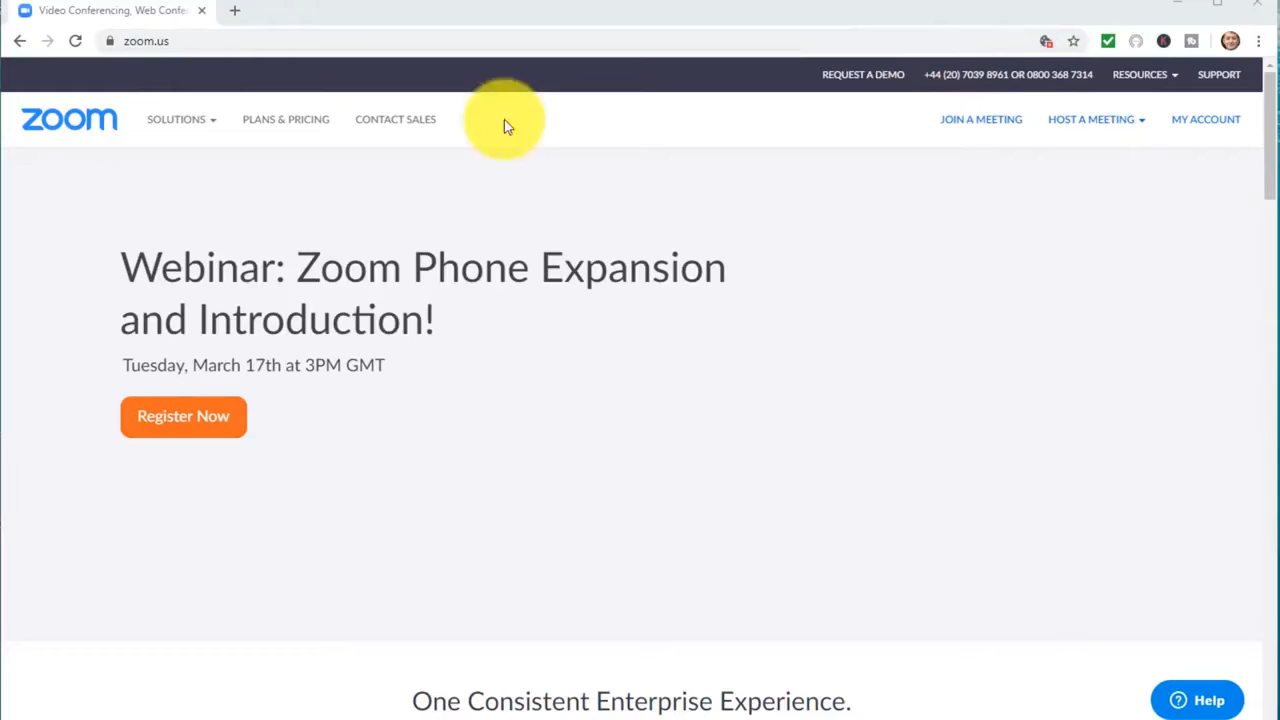 Video Conferencing, Web Confe
zoom.us
REQUEST A DEMO +44 (20) 7039 8961 OR 0800 368 7314 RESOURCES SUPPORT
zoom SOLUTIONS PLANS & PRICING CONTACT SALES JOIN A MEETING HOST A MEETING MY ACCOUNT
Webinar: Zoom Phone Expansion
and Introduction!
Tuesday, March 17th at 3PM GMT
Register Now
One Consistent Enterprise Experience.
Help